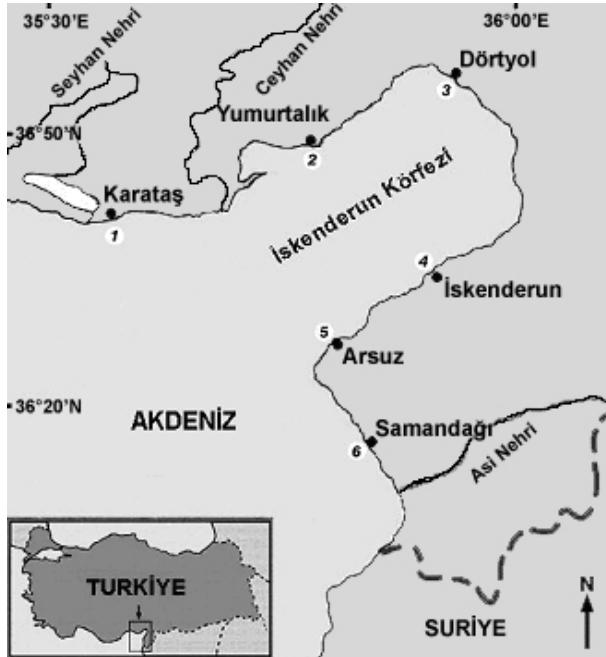 35°30'E
36°00'E
Seyhan Nehri
Ceyhan Nehri
Dörtyol
3
Yumurtalık
36°50'N
2
Karataş
1
İskenderun Körfezi
4
İskenderun
5
Arsuz
36°20'N
AKDENİZ
Samandağı
6
Asi Nehri
TURKİYE
N
SURİYE